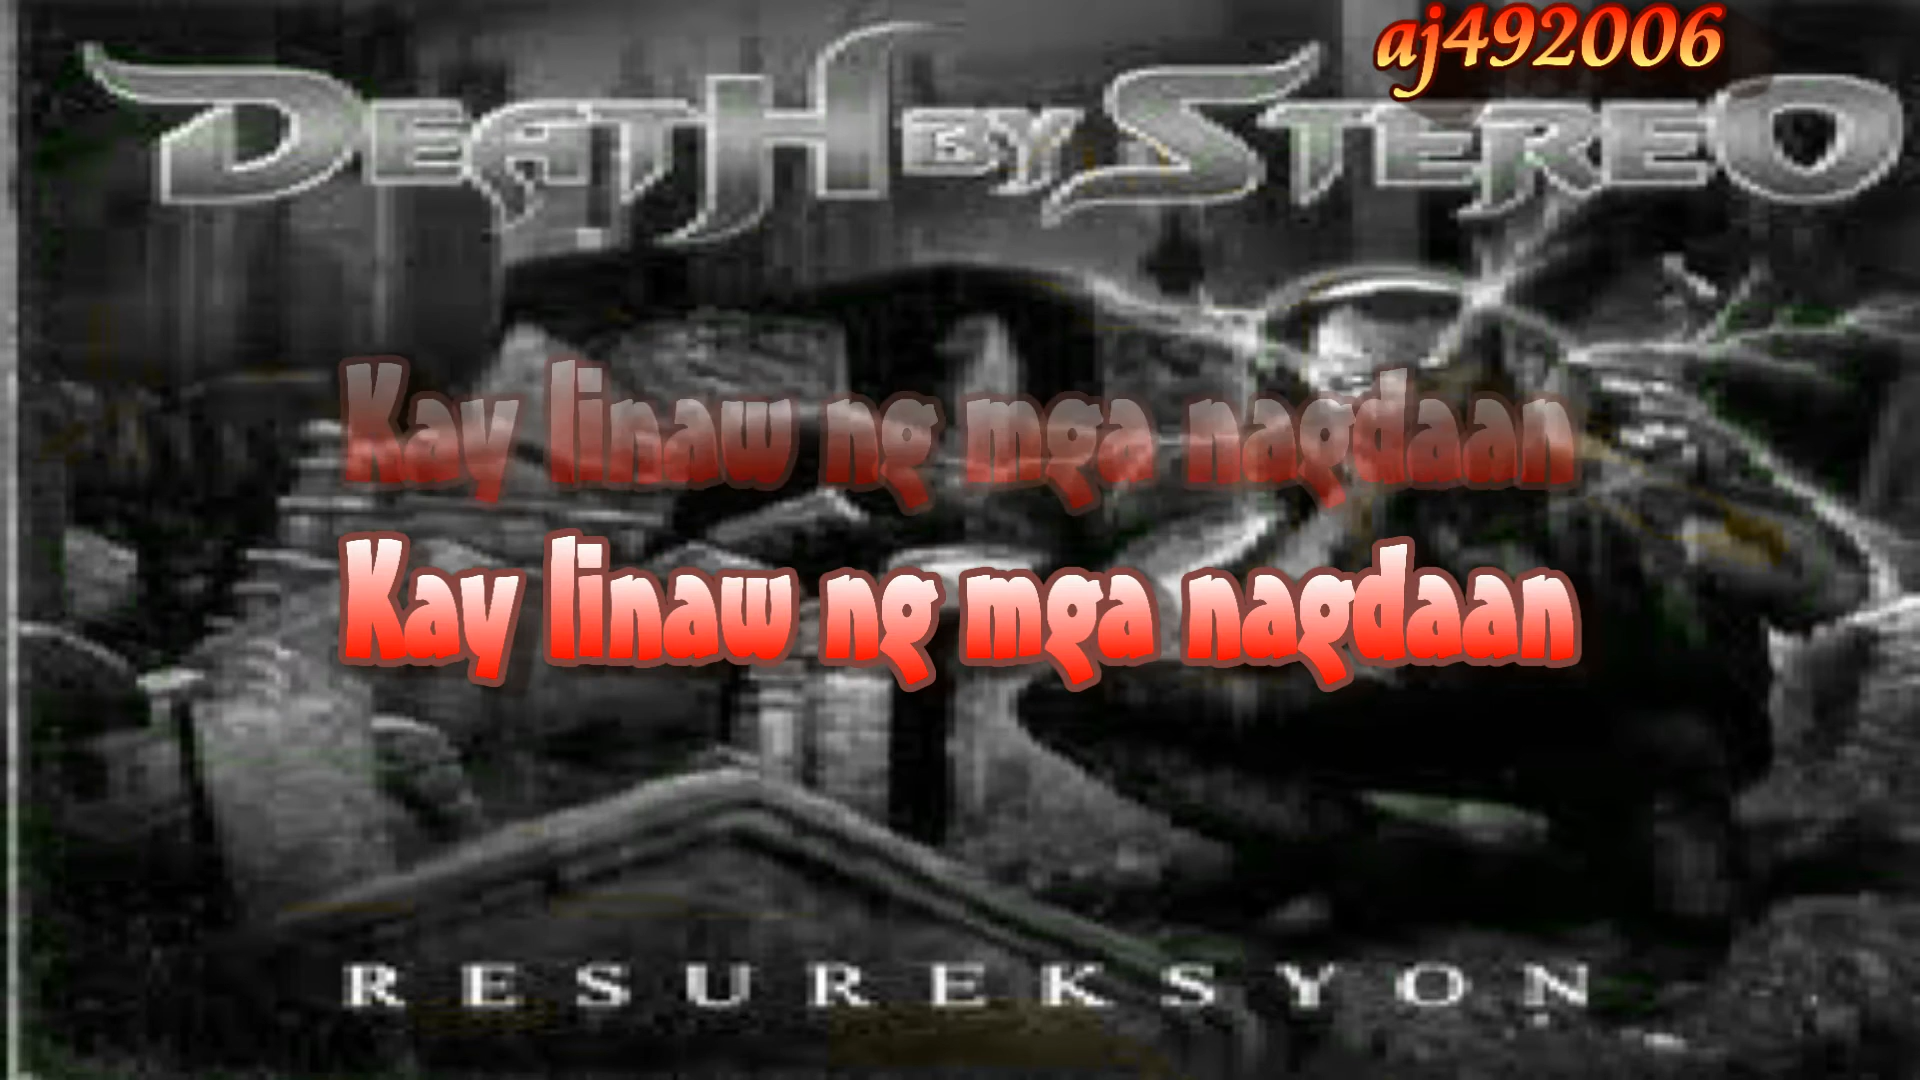 aj492006
DEATH BY STEREO
Kay linaw ng mga nagdaan
Kay linaw ng mga nagdaan
RESUREKSYON